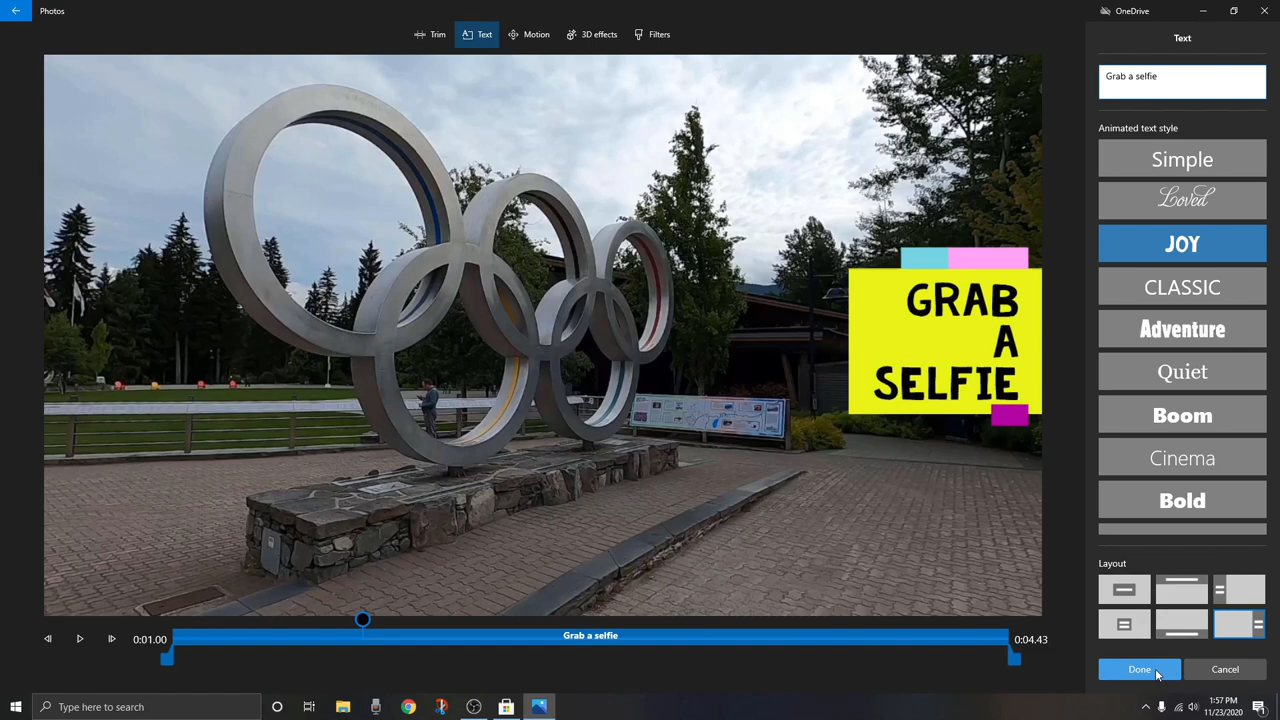 Photos
OneDrive
Trim
Text
Motion
3D effects
Filters
Text
Grab a selfie
Animated text style
Simple
Loved
JOY
CLASSIC
Adventure
Quiet
Boom
Cinema
Bold
GRAB
A
SELFIE
Layout
0:01.00
Grab a selfie
0:04.43
Done
Cancel
Type here to search
1:57 PM
11/23/2020
1